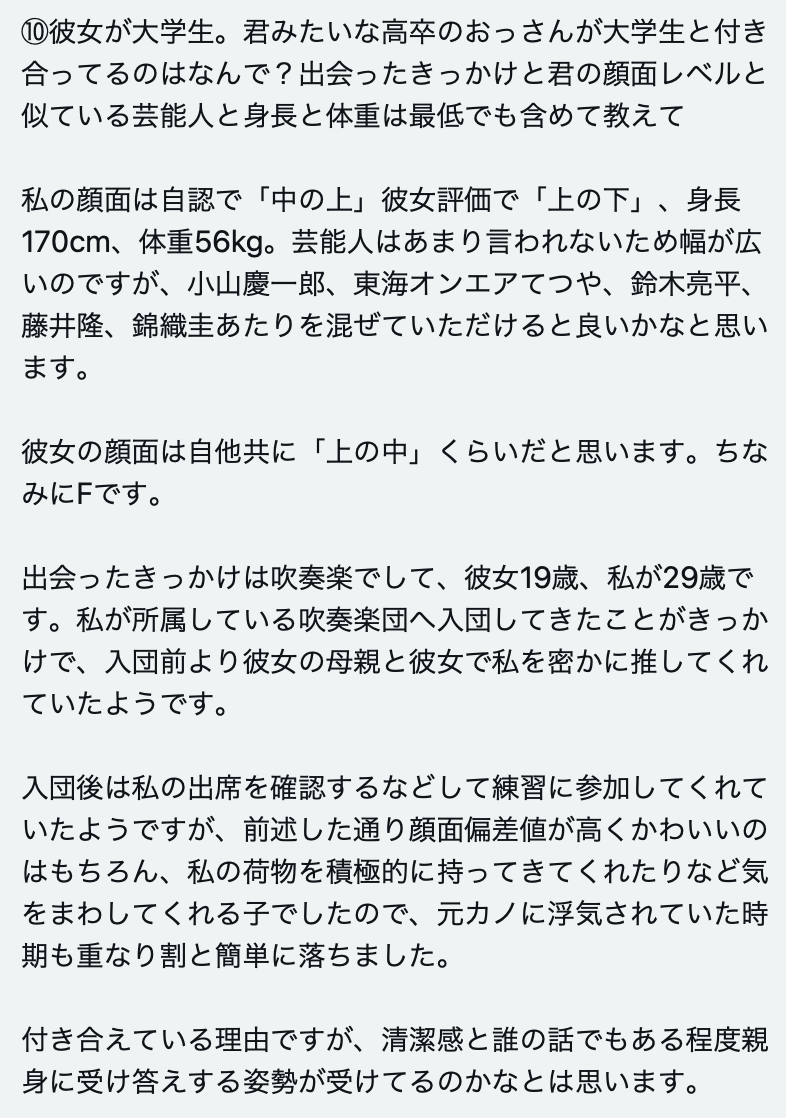 ⑩彼女が大学生。君みたいな高卒のおっさんが大学生と付き
合ってるのはなんで？出会ったきっかけと君の顔面レベルと
似ている芸能人と身長と体重は最低でも含めて教えて
私の顔面は自認で「中の上」彼女評価で「上の下」、身長
170cm、体重56kg。芸能人はあまり言われないため幅が広
いのですが、小山慶一郎、東海オンエアてつや、鈴木亮平、
藤井隆、錦織圭あたりを混ぜていただけると良いかなと思い
ます。
彼女の顔面は自他共に「上の中」くらいだと思います。ちな
みにFです。
出会ったきっかけは吹奏楽でして、彼女19歳、私が29歳で
す。私が所属している吹奏楽団へ入団してきたことがきっか
けで、入団前より彼女の母親と彼女で私を密かに推してくれ
ていたようです。
入団後は私の出席を確認するなどして練習に参加してくれて
いたようですが、前述した通り顔面偏差値が高くかわいいの
はもちろん、私の荷物を積極的に持ってきてくれたりなど気
をまわしてくれる子でしたので、元カノに浮気されていた時
期も重なり割と簡単に落ちました。
付き合えている理由ですが、清潔感と誰の話でもある程度親
身に受け答えする姿勢が受けてるのかなとは思います。